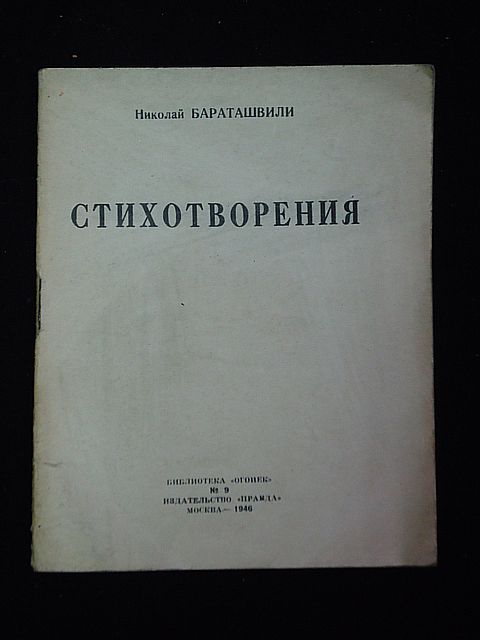 Николай БАРАТАШВИЛИ
СТИХОТВОРЕНИЯ
БИБЛИОТЕКА «ОГОНЕК»
№ 9
ИЗДАТЕЛЬСТВО «ПРАВДА»
МОСКВА — 1946